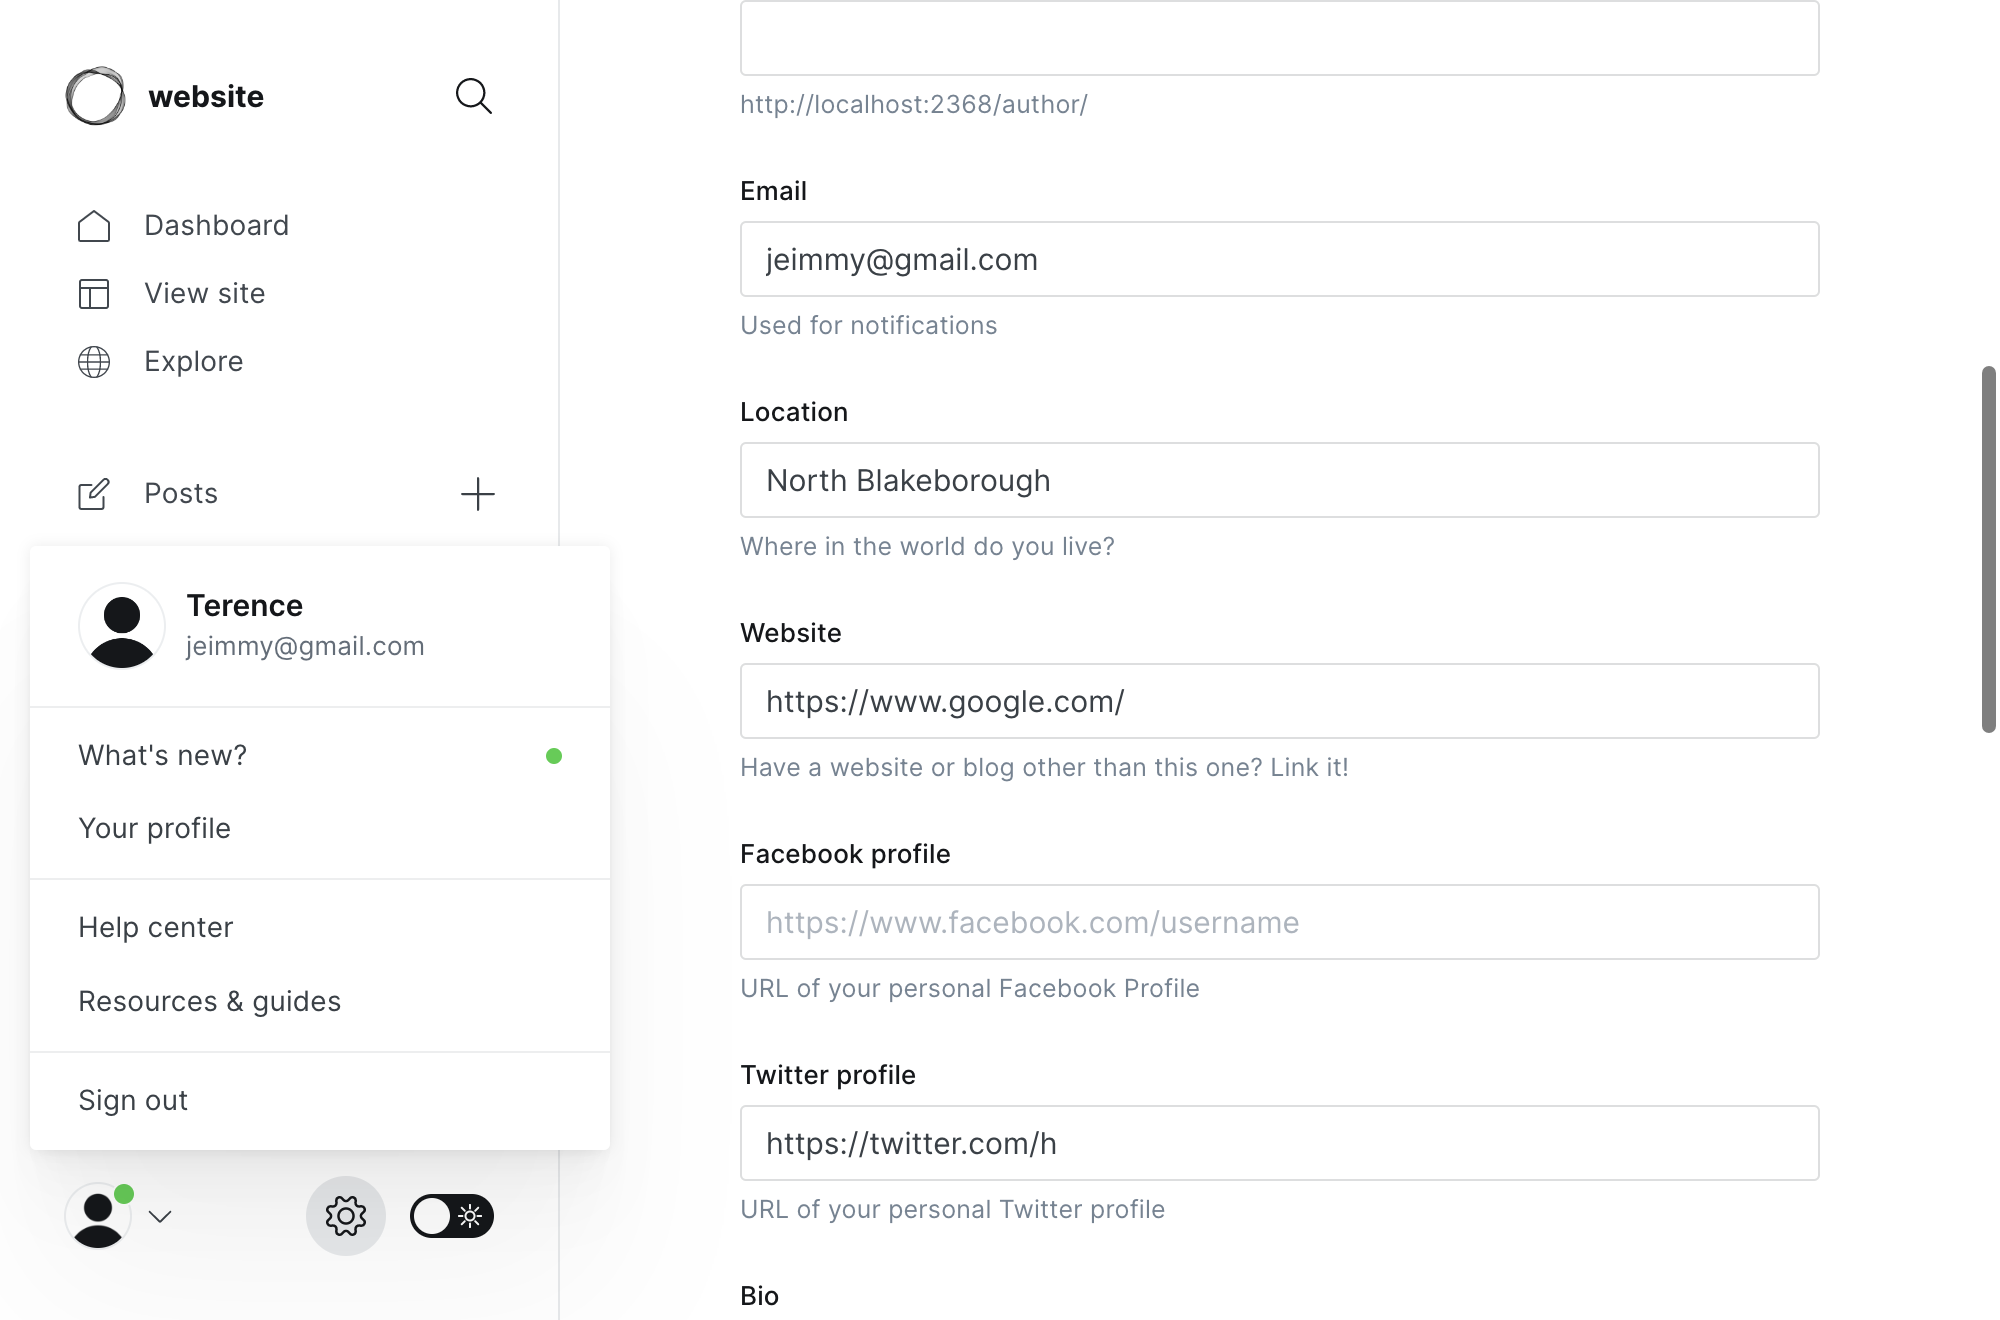 website
Dashboard
View site
Explore
Posts
Terence
jeimmy@gmail.com
What's new?
Your profile
Help center
Resources & guides
Sign out
http://localhost:2368/author/
Email
jeimmy@gmail.com
Used for notifications
Location
North Blakeborough
Where in the world do you live?
Website
https://www.google.com/
Have a website or blog other than this one? Link it!
Facebook profile
https://www.facebook.com/username
URL of your personal Facebook Profile
Twitter profile
https://twitter.com/h
URL of your personal Twitter profile
Bio